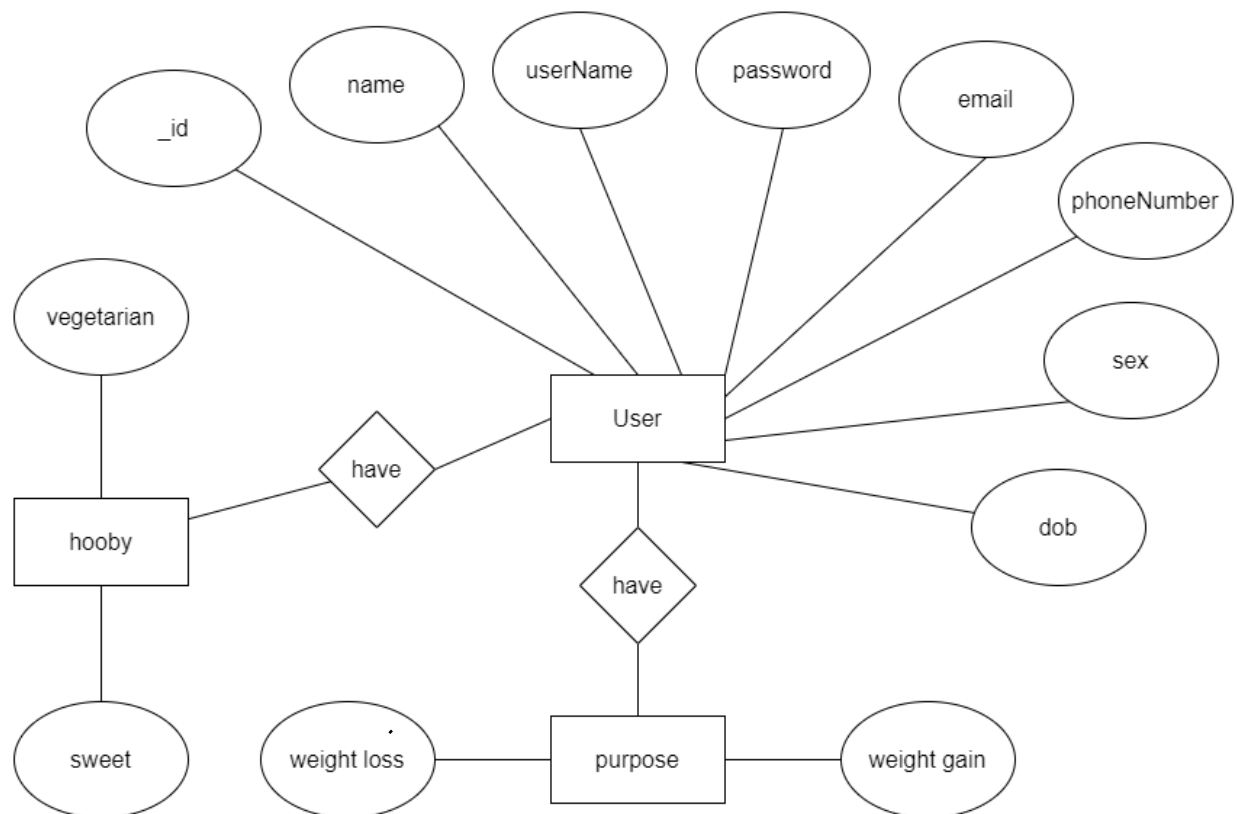 _id
name
userName
password
email
phoneNumber
vegetarian
sex
User
have
hooby
dob
have
sweet
weight loss
purpose
weight gain